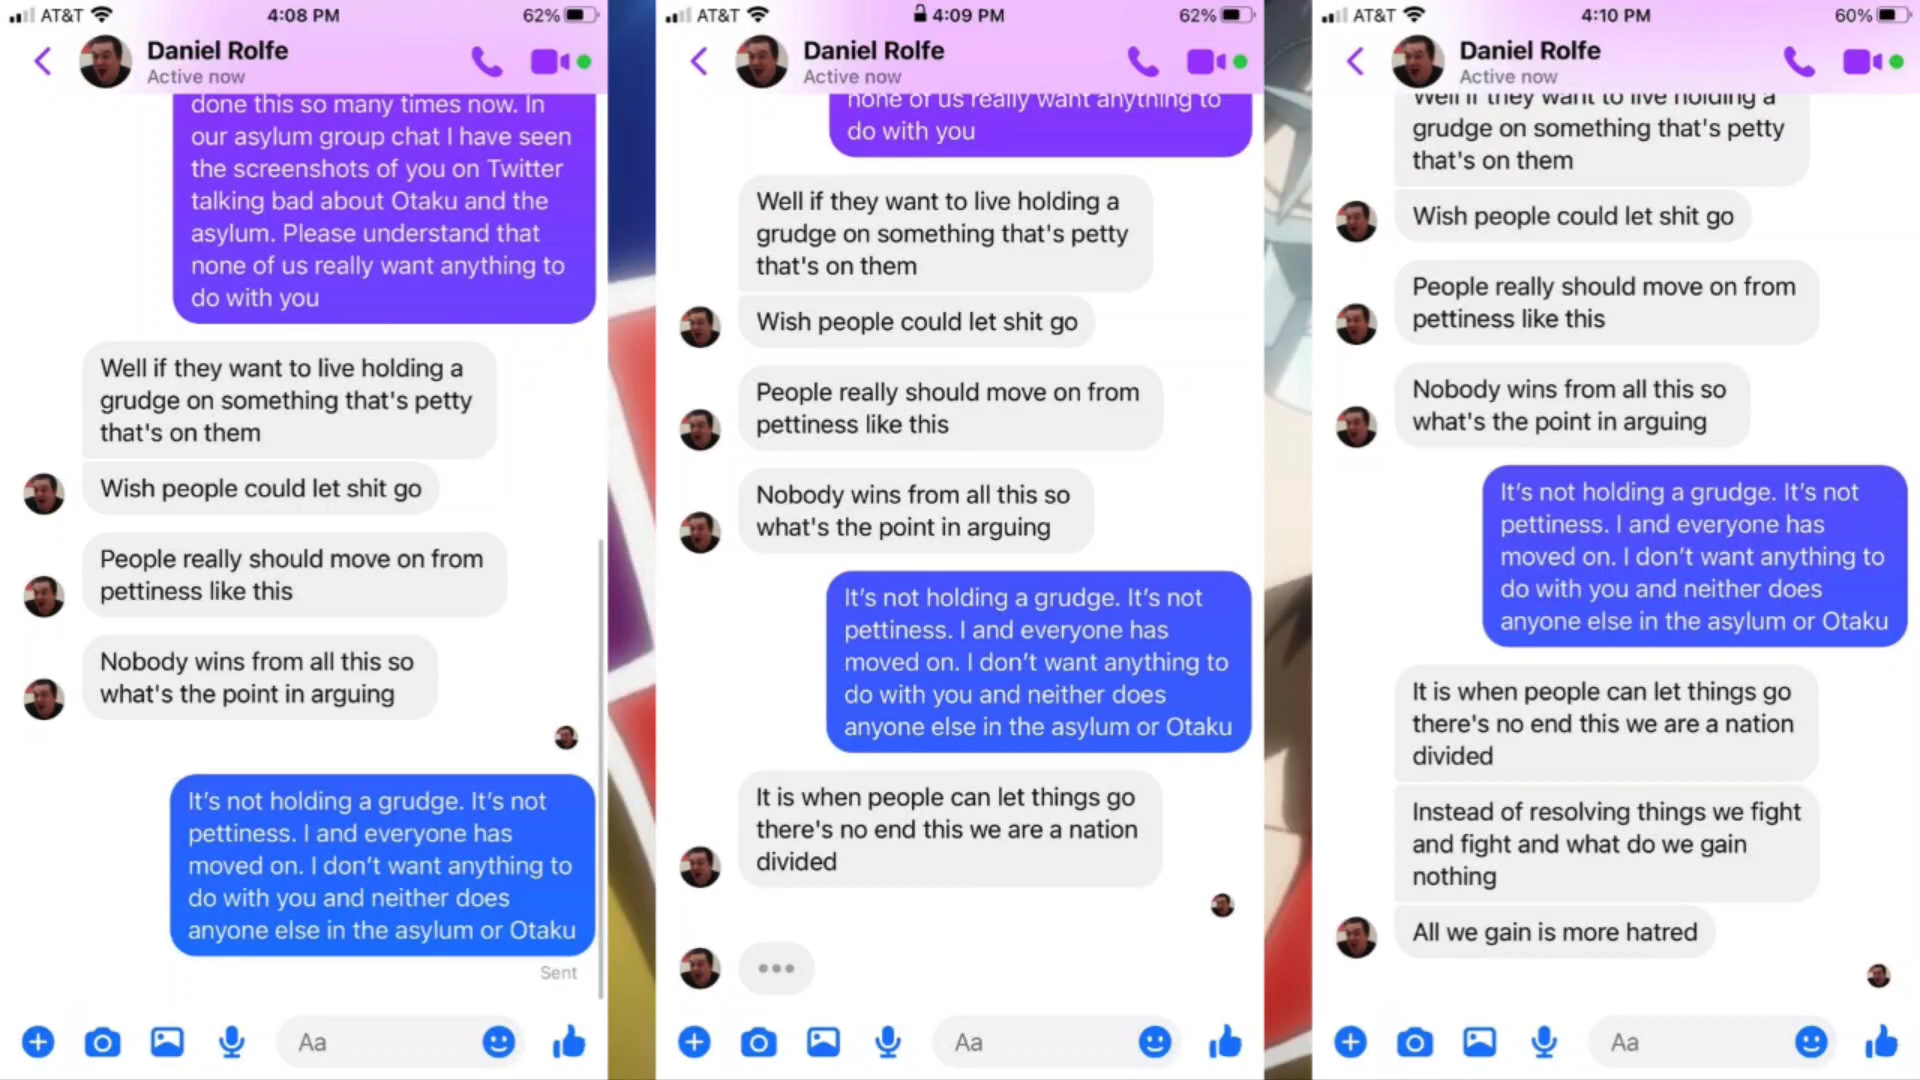 AT&T 4:08 PM 62%
Daniel Rolfe
Active now
done this so many times now. In
our asylum group chat I have seen
the screenshots of you on Twitter
talking bad about Otaku and the
asylum. Please understand that
none of us really want anything to
do with you
Well if they want to live holding a
grudge on something that's petty
that's on them
Wish people could let shit go
People really should move on from
pettiness like this
Nobody wins from all this so
what's the point in arguing
It's not holding a grudge. It's not
pettiness. I and everyone has
moved on. I don't want anything to
do with you and neither does
anyone else in the asylum or Otaku
Sent
Aa
AT&T 4:09 PM 62%
Daniel Rolfe
Active now
none of us really want anything to
do with you
Well if they want to live holding a
grudge on something that's petty
that's on them
Wish people could let shit go
People really should move on from
pettiness like this
Nobody wins from all this so
what's the point in arguing
It's not holding a grudge. It's not
pettiness. I and everyone has
moved on. I don't want anything to
do with you and neither does
anyone else in the asylum or Otaku
It is when people can let things go
there's no end this we are a nation
divided
Aa
AT&T 4:10 PM 60%
Daniel Rolfe
Active now
Well if they want to live holding a
grudge on something that's petty
that's on them
Wish people could let shit go
People really should move on from
pettiness like this
Nobody wins from all this so
what's the point in arguing
It's not holding a grudge. It's not
pettiness. I and everyone has
moved on. I don't want anything to
do with you and neither does
anyone else in the asylum or Otaku
It is when people can let things go
there's no end this we are a nation
divided
Instead of resolving things we fight
and fight and what do we gain
nothing
All we gain is more hatred
Aa